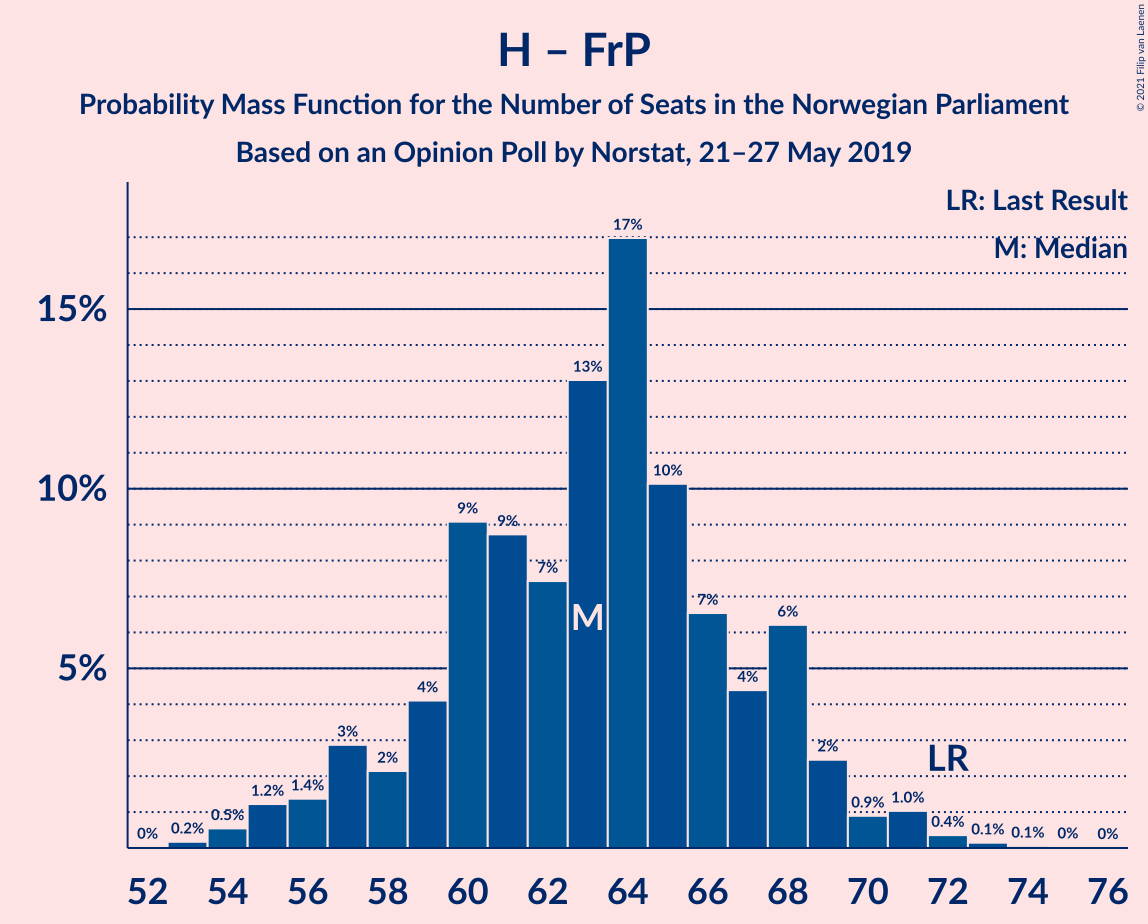 © 2021 Filip van Laenen
H – FrP
Probability Mass Function for the Number of Seats in the Norwegian Parliament
Based on an Opinion Poll by Norstat, 21–27 May 2019
LR: Last Result
M: Median
15%
10%
5%
0% 0.2% 0.5% 1.2% 1.4% 3% 2% 4% 9% 9% 7% 13% 17% 10% 7% 4% 6% 2% 0.9% 1.0% 0.4% 0.1% 0.1% 0% 0%
M
LR
52 54 56 58 60 62 64 66 68 70 72 74 76